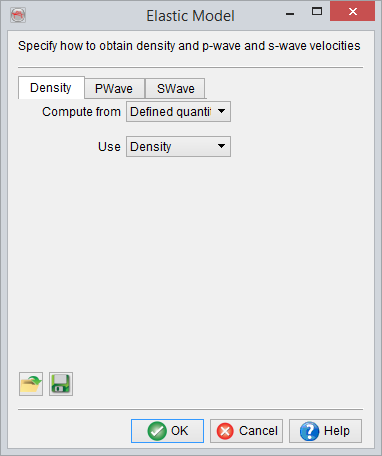 Elastic Model
Specify how to obtain density and p-wave and s-wave velocities
Density PWave SWave
Compute from Defined quantit
Use Density
OK Cancel Help